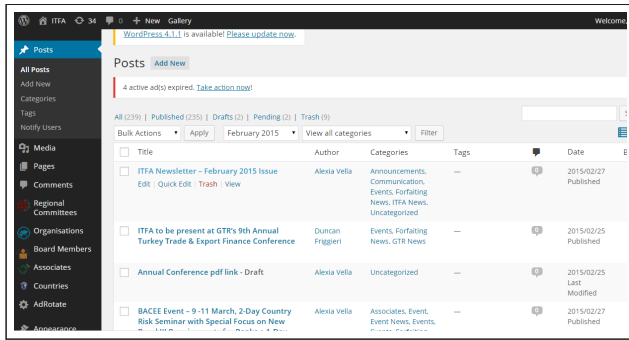 ITFA 34 0 + New Gallery Welcome,
WordPress 4.1.1 is available! Please update now.
Posts
All Posts
Add New
Categories
Tags
Notify Users
Media
Pages
Comments
Regional
Committees
Organisations
Board Members
Associates
Countries
AdRotate
Appearance
Posts Add New
4 active ad(s) expired. Take action now!
All (239) | Published (235) | Drafts (2) | Pending (2) | Trash (9)
Bulk Actions Apply February 2015 View all categories Filter
Title Author Categories Tags Date
ITFA Newsletter – February 2015 Issue Alexia Vella Announcements, — 0 2015/02/27
Edit | Quick Edit | Trash | View Communication, Published
Events, Forfaiting
News, ITFA News,
Uncategorized
ITFA to be present at GTR's 9th Annual Duncan Events, Forfaiting — 0 2015/02/25
Turkey Trade & Export Finance Conference Friggieri News, GTR News Published
Annual Conference pdf link - Draft Alexia Vella Uncategorized — 0 2015/02/25
Last
Modified
BACEE Event – 9 -11 March, 2-Day Country Alexia Vella Associates, Event, — 0 2015/02/27
Risk Seminar with Special Focus on New Event News, Events, Published